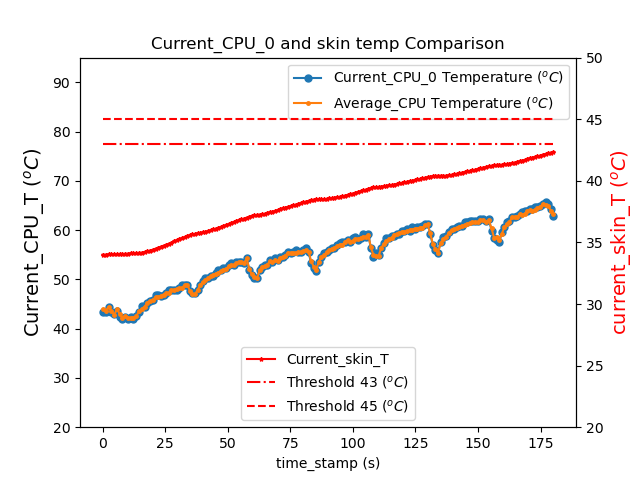 Current_CPU_0 and skin temp Comparison
Current_CPU_0 Temperature (°C)
Average_CPU Temperature (°C)
Current_skin_T
Threshold 43 (°C)
Threshold 45 (°C)
Current_CPU_T (°C)
90
80
70
60
50
40
30
20
current_skin_T (°C)
50
45
40
35
30
25
20
0 25 50 75 100 125 150 175
time_stamp (s)